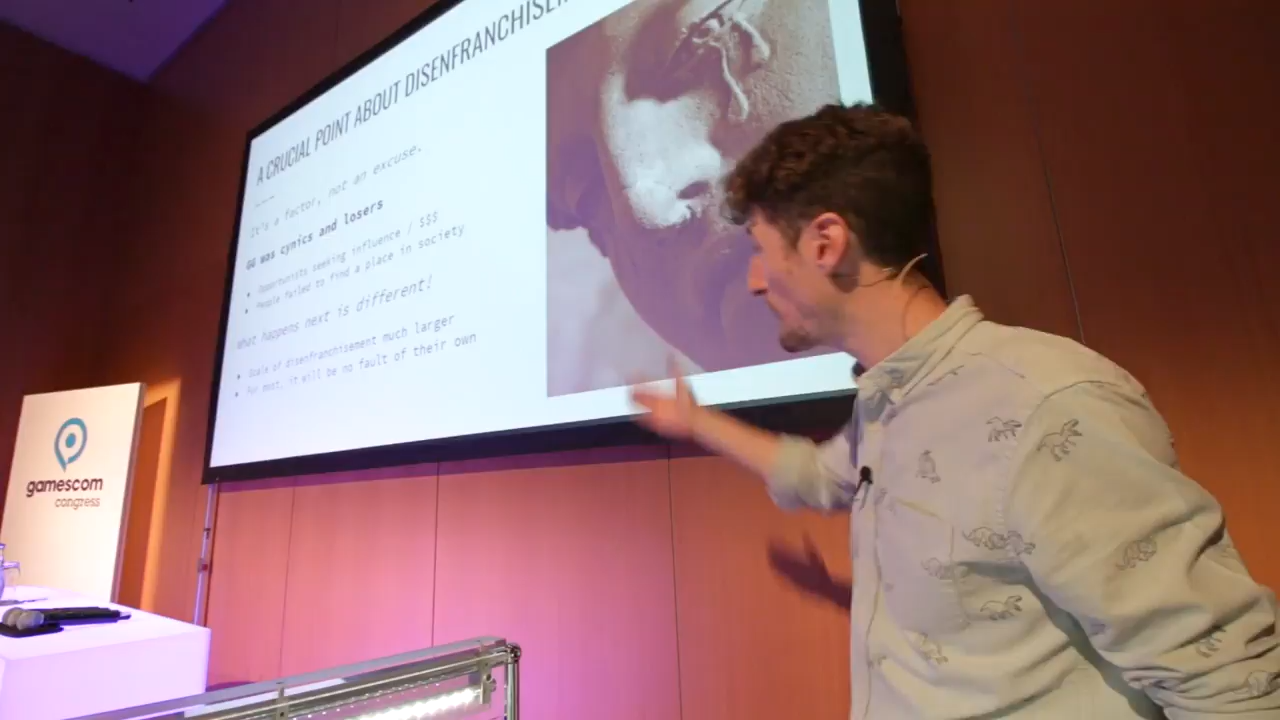 A CRUCIAL POINT ABOUT DISENFRANCHISEM
It's a factor, not an excuse.
GG was cynics and losers
Opportunists seeking influence / $$$
People failed to find a place in society
What happens next is different!
Goals of disenfranchisement much larger
For most, it will be no fault of their own
gamescom
congress